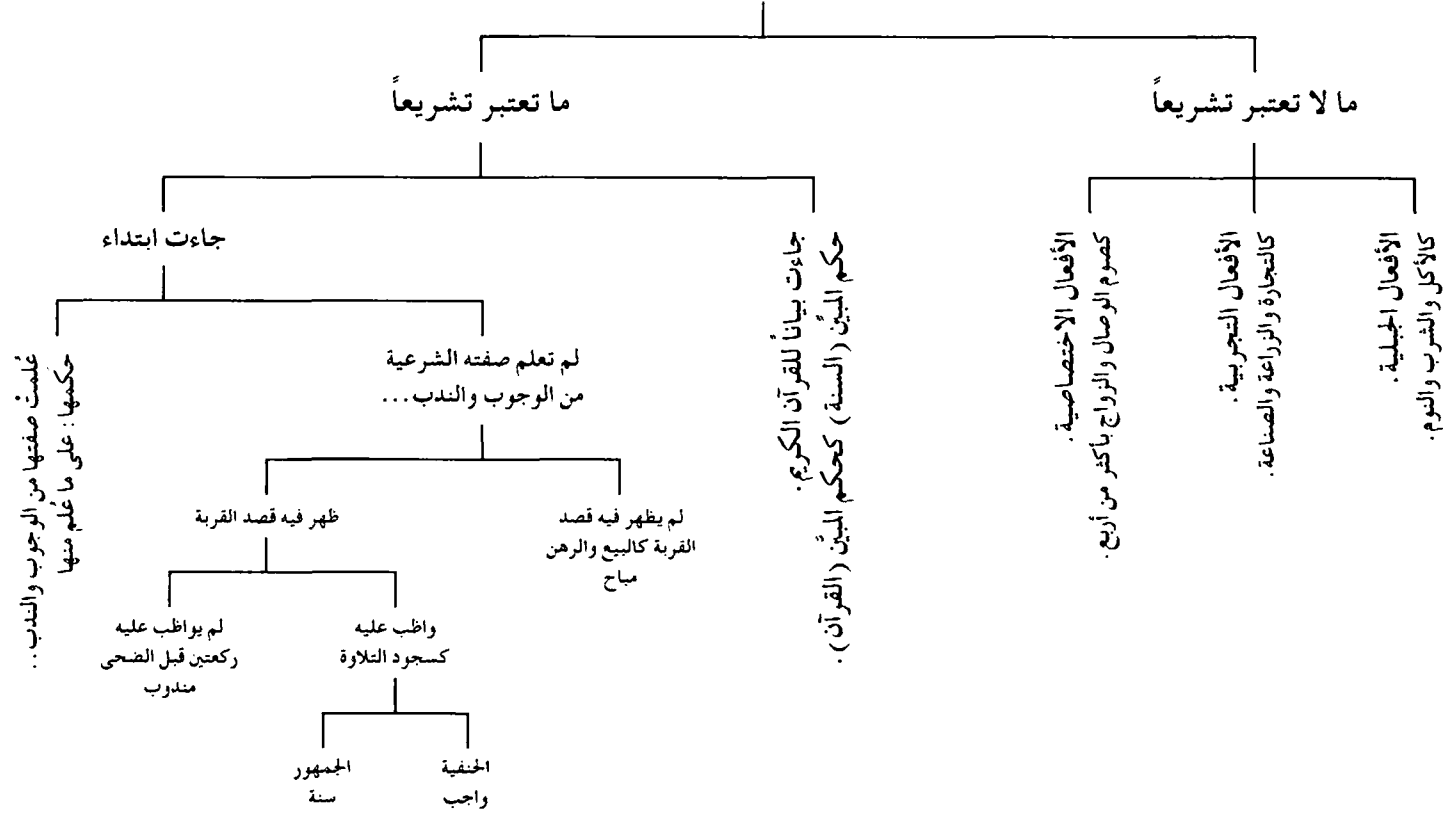 ما لا تعتبر تشريعاً
ما تعتبر تشريعاً
الأفعال الجبلية.
كالأكل والشرب والنوم.
الأفعال التجربية.
كالتجارة والزراعة والصناعة.
الأفعال الاختصاصية.
كصوم الوصال والزواج بأكثر من أربع.
جاءت بياناً للقرآن الكريم.
حكم المبيِّن (السنة) كحكم المبيَّن (القرآن).
جاءت ابتداء
لم تعلم صفته الشرعية
من الوجوب والندب...
عُلمتْ صفتها من الوجوب والندب...
حكمها: على ما عُلم منها
لم يظهر فيه قصد
القربة كالبيع والرهن
مباح
ظهر فيه قصد القربة
واظب عليه
كسجود التلاوة
لم يواظب عليه
ركعتين قبل الضحى
مندوب
الحنفية
واجب
الجمهور
سنة